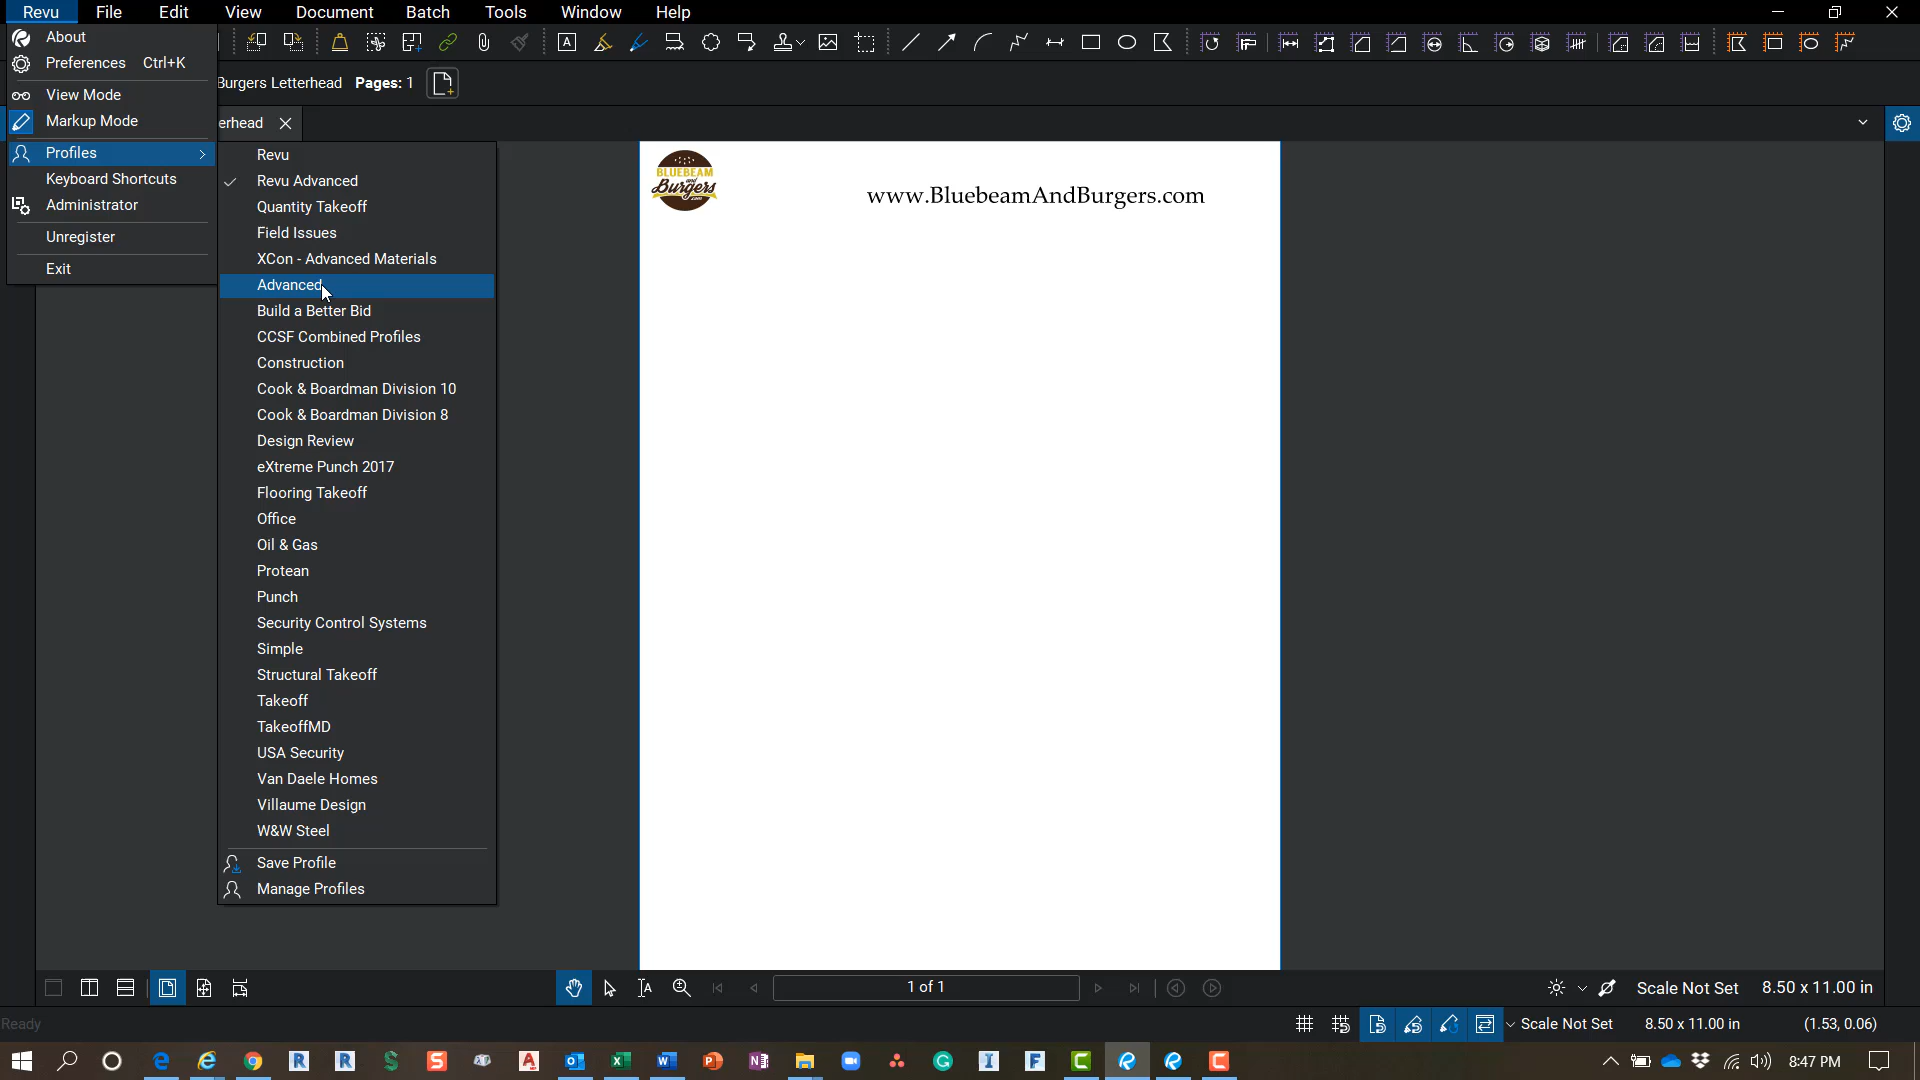 Revu File Edit View Document Batch Tools Window Help
About
Preferences Ctrl+K
View Mode
Markup Mode
Profiles
Keyboard Shortcuts
Administrator
Unregister
Exit
Burgers Letterhead Pages: 1
erhead
Revu
Revu Advanced
Quantity Takeoff
Field Issues
XCon - Advanced Materials
Advanced
Build a Better Bid
CCSF Combined Profiles
Construction
Cook & Boardman Division 10
Cook & Boardman Division 8
Design Review
eXtreme Punch 2017
Flooring Takeoff
Office
Oil & Gas
Protean
Punch
Security Control Systems
Simple
Structural Takeoff
Takeoff
TakeoffMD
USA Security
Van Daele Homes
Villaume Design
W&W Steel
Save Profile
Manage Profiles
BLUEBEAM
and
Burgers
.com
www.BluebeamAndBurgers.com
1 of 1
Scale Not Set 8.50 x 11.00 in
Ready
Scale Not Set 8.50 x 11.00 in (1.53, 0.06)
8:47 PM